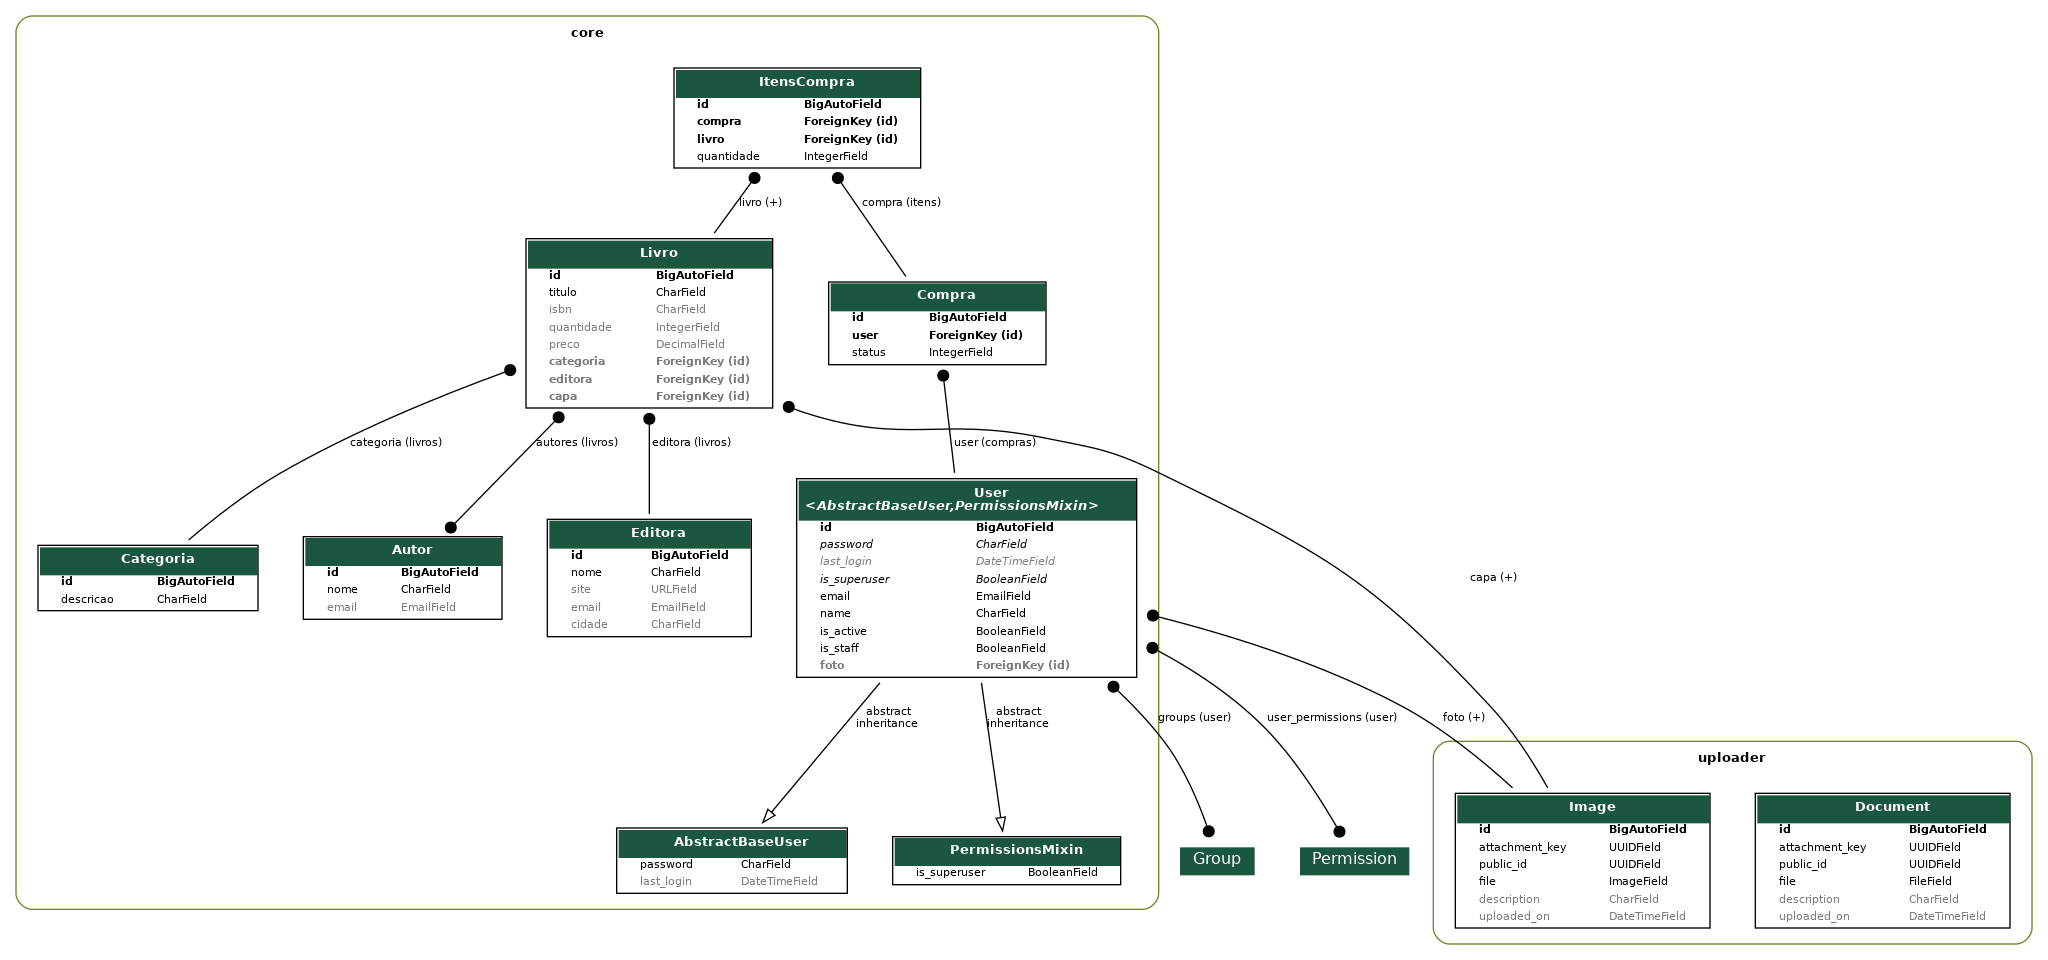 core
ItensCompra
id BigAutoField
compra ForeignKey (id)
livro ForeignKey (id)
quantidade IntegerField
livro (+)
compra (itens)
Livro
id BigAutoField
titulo CharField
isbn CharField
quantidade IntegerField
preco DecimalField
categoria ForeignKey (id)
editora ForeignKey (id)
capa ForeignKey (id)
Compra
id BigAutoField
user ForeignKey (id)
status IntegerField
categoria (livros)
autores (livros)
editora (livros)
user (compras)
Categoria
id BigAutoField
descricao CharField
Autor
id BigAutoField
nome CharField
email EmailField
Editora
id BigAutoField
nome CharField
site URLField
email EmailField
cidade CharField
User
<AbstractBaseUser,PermissionsMixin>
id BigAutoField
password CharField
last_login DateTimeField
is_superuser BooleanField
email EmailField
name CharField
is_active BooleanField
is_staff BooleanField
foto ForeignKey (id)
capa (+)
abstract
inheritance
abstract
inheritance
groups (user)
user_permissions (user)
foto (+)
AbstractBaseUser
password CharField
last_login DateTimeField
PermissionsMixin
is_superuser BooleanField
Group
Permission
uploader
Image
id BigAutoField
attachment_key UUIDField
public_id UUIDField
file ImageField
description CharField
uploaded_on DateTimeField
Document
id BigAutoField
attachment_key UUIDField
public_id UUIDField
file FileField
description CharField
uploaded_on DateTimeField